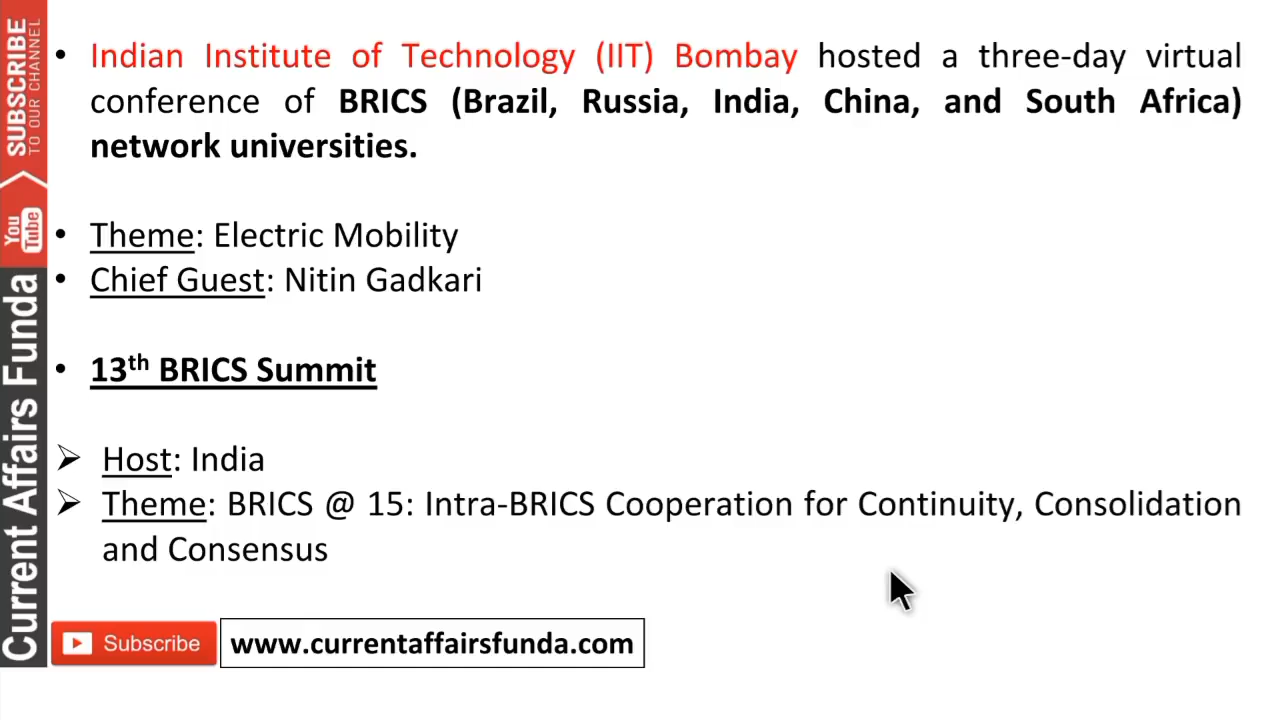 SUBSCRIBE
TO OUR CHANNEL
You
Tube
Current Affairs Funda
• Indian Institute of Technology (IIT) Bombay hosted a three-day virtual
conference of BRICS (Brazil, Russia, India, China, and South Africa)
network universities.
• Theme: Electric Mobility
• Chief Guest: Nitin Gadkari
• 13th BRICS Summit
➢ Host: India
➢ Theme: BRICS @ 15: Intra-BRICS Cooperation for Continuity, Consolidation
and Consensus
Subscribe
www.currentaffairsfunda.com